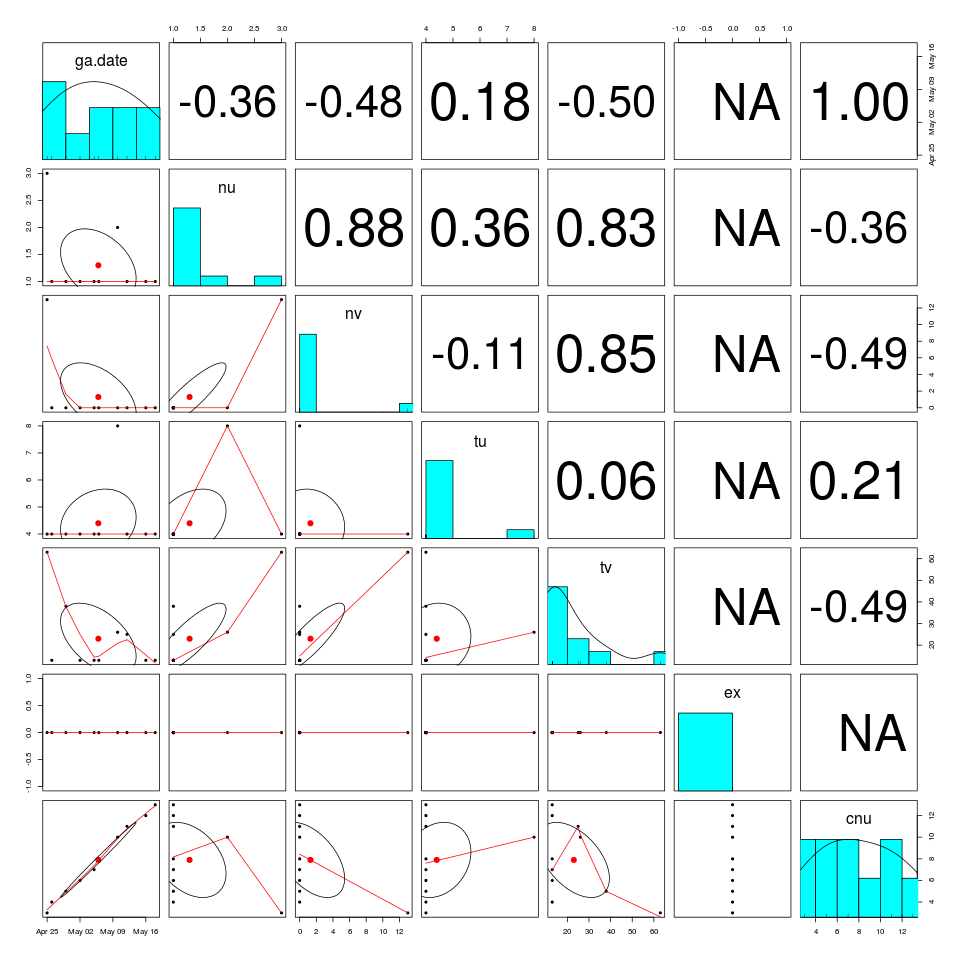 1.0 1.5 2.0 2.5 3.0 4 5 6 7 8 -1.0 -0.5 0.0 0.5 1.0
ga.date -0.36 -0.48 0.18 -0.50 NA 1.00
Apr 25 May 02 May 09 May 16
nu 0.88 0.36 0.83 NA -0.36
1.0 1.5 2.0 2.5 3.0
nv -0.11 0.85 NA -0.49
0 2 4 6 8 10 12
tu 0.06 NA 0.21
4 5 6 7 8
tv NA -0.49
20 30 40 50 60
ex NA
-1.0 -0.5 0.0 0.5 1.0
cnu
4 6 8 10 12
Apr 25 May 02 May 09 May 16 0 2 4 6 8 10 12 20 30 40 50 60 4 6 8 10 12